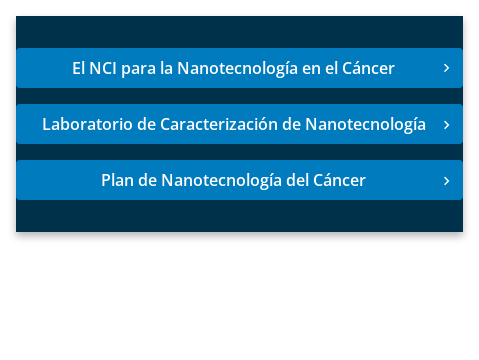 El NCI para la Nanotecnología en el Cáncer
Laboratorio de Caracterización de Nanotecnología
Plan de Nanotecnología del Cáncer